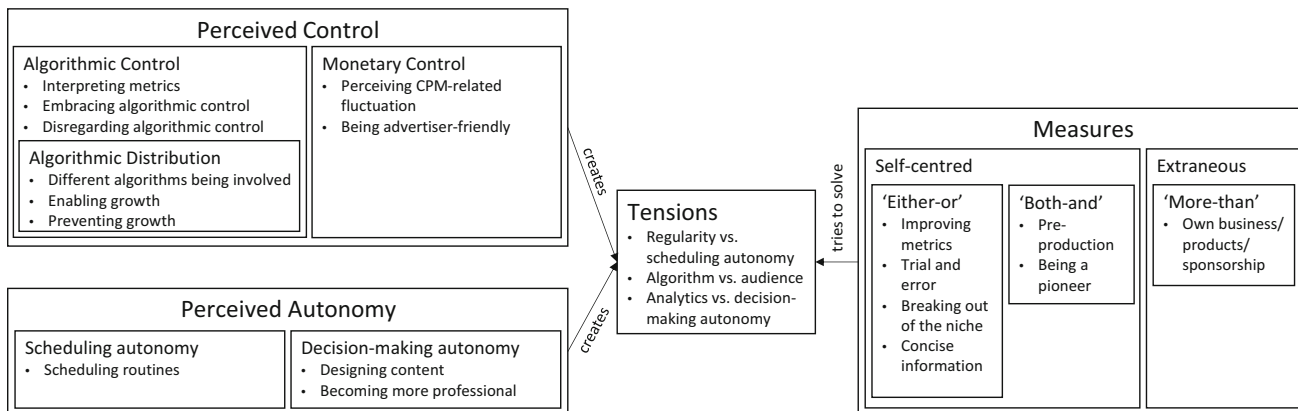 Perceived Control
Algorithmic Control
• Interpreting metrics
• Embracing algorithmic control
• Disregarding algorithmic control
Algorithmic Distribution
• Different algorithms being involved
• Enabling growth
• Preventing growth
Monetary Control
• Perceiving CPM-related
fluctuation
• Being advertiser-friendly
Perceived Autonomy
Scheduling autonomy
• Scheduling routines
Decision-making autonomy
• Designing content
• Becoming more professional
creates
creates
Tensions
• Regularity vs.
scheduling autonomy
• Algorithm vs. audience
• Analytics vs. decision-
making autonomy
tries to solve
Measures
Self-centred
‘Either-or’
• Improving
metrics
• Trial and
error
• Breaking out
of the niche
• Concise
information
‘Both-and’
• Pre-
production
• Being a
pioneer
Extraneous
‘More-than’
• Own business/
products/
sponsorship